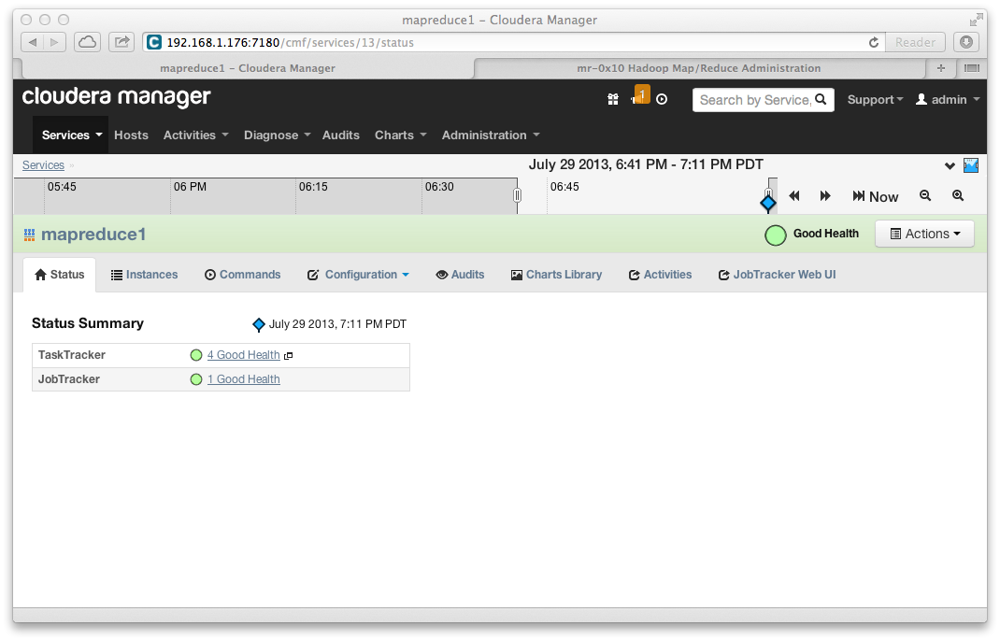 mapreduce1 – Cloudera Manager
192.168.1.176:7180/cmf/services/13/status
Reader
mapreduce1 – Cloudera Manager
mr-0x10 Hadoop Map/Reduce Administration
cloudera manager
1
Search by Service,
Support
admin
Services
Hosts
Activities
Diagnose
Audits
Charts
Administration
Services
July 29 2013, 6:41 PM - 7:11 PM PDT
05:45
06 PM
06:15
06:30
06:45
Now
mapreduce1
Good Health
Actions
Status
Instances
Commands
Configuration
Audits
Charts Library
Activities
JobTracker Web UI
Status Summary
July 29 2013, 7:11 PM PDT
TaskTracker
4 Good Health
JobTracker
1 Good Health